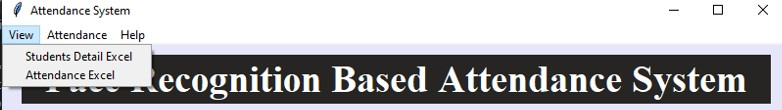 Attendance System
View Attendance Help
Students Detail Excel
Attendance Excel
Recognition Based Attendance System